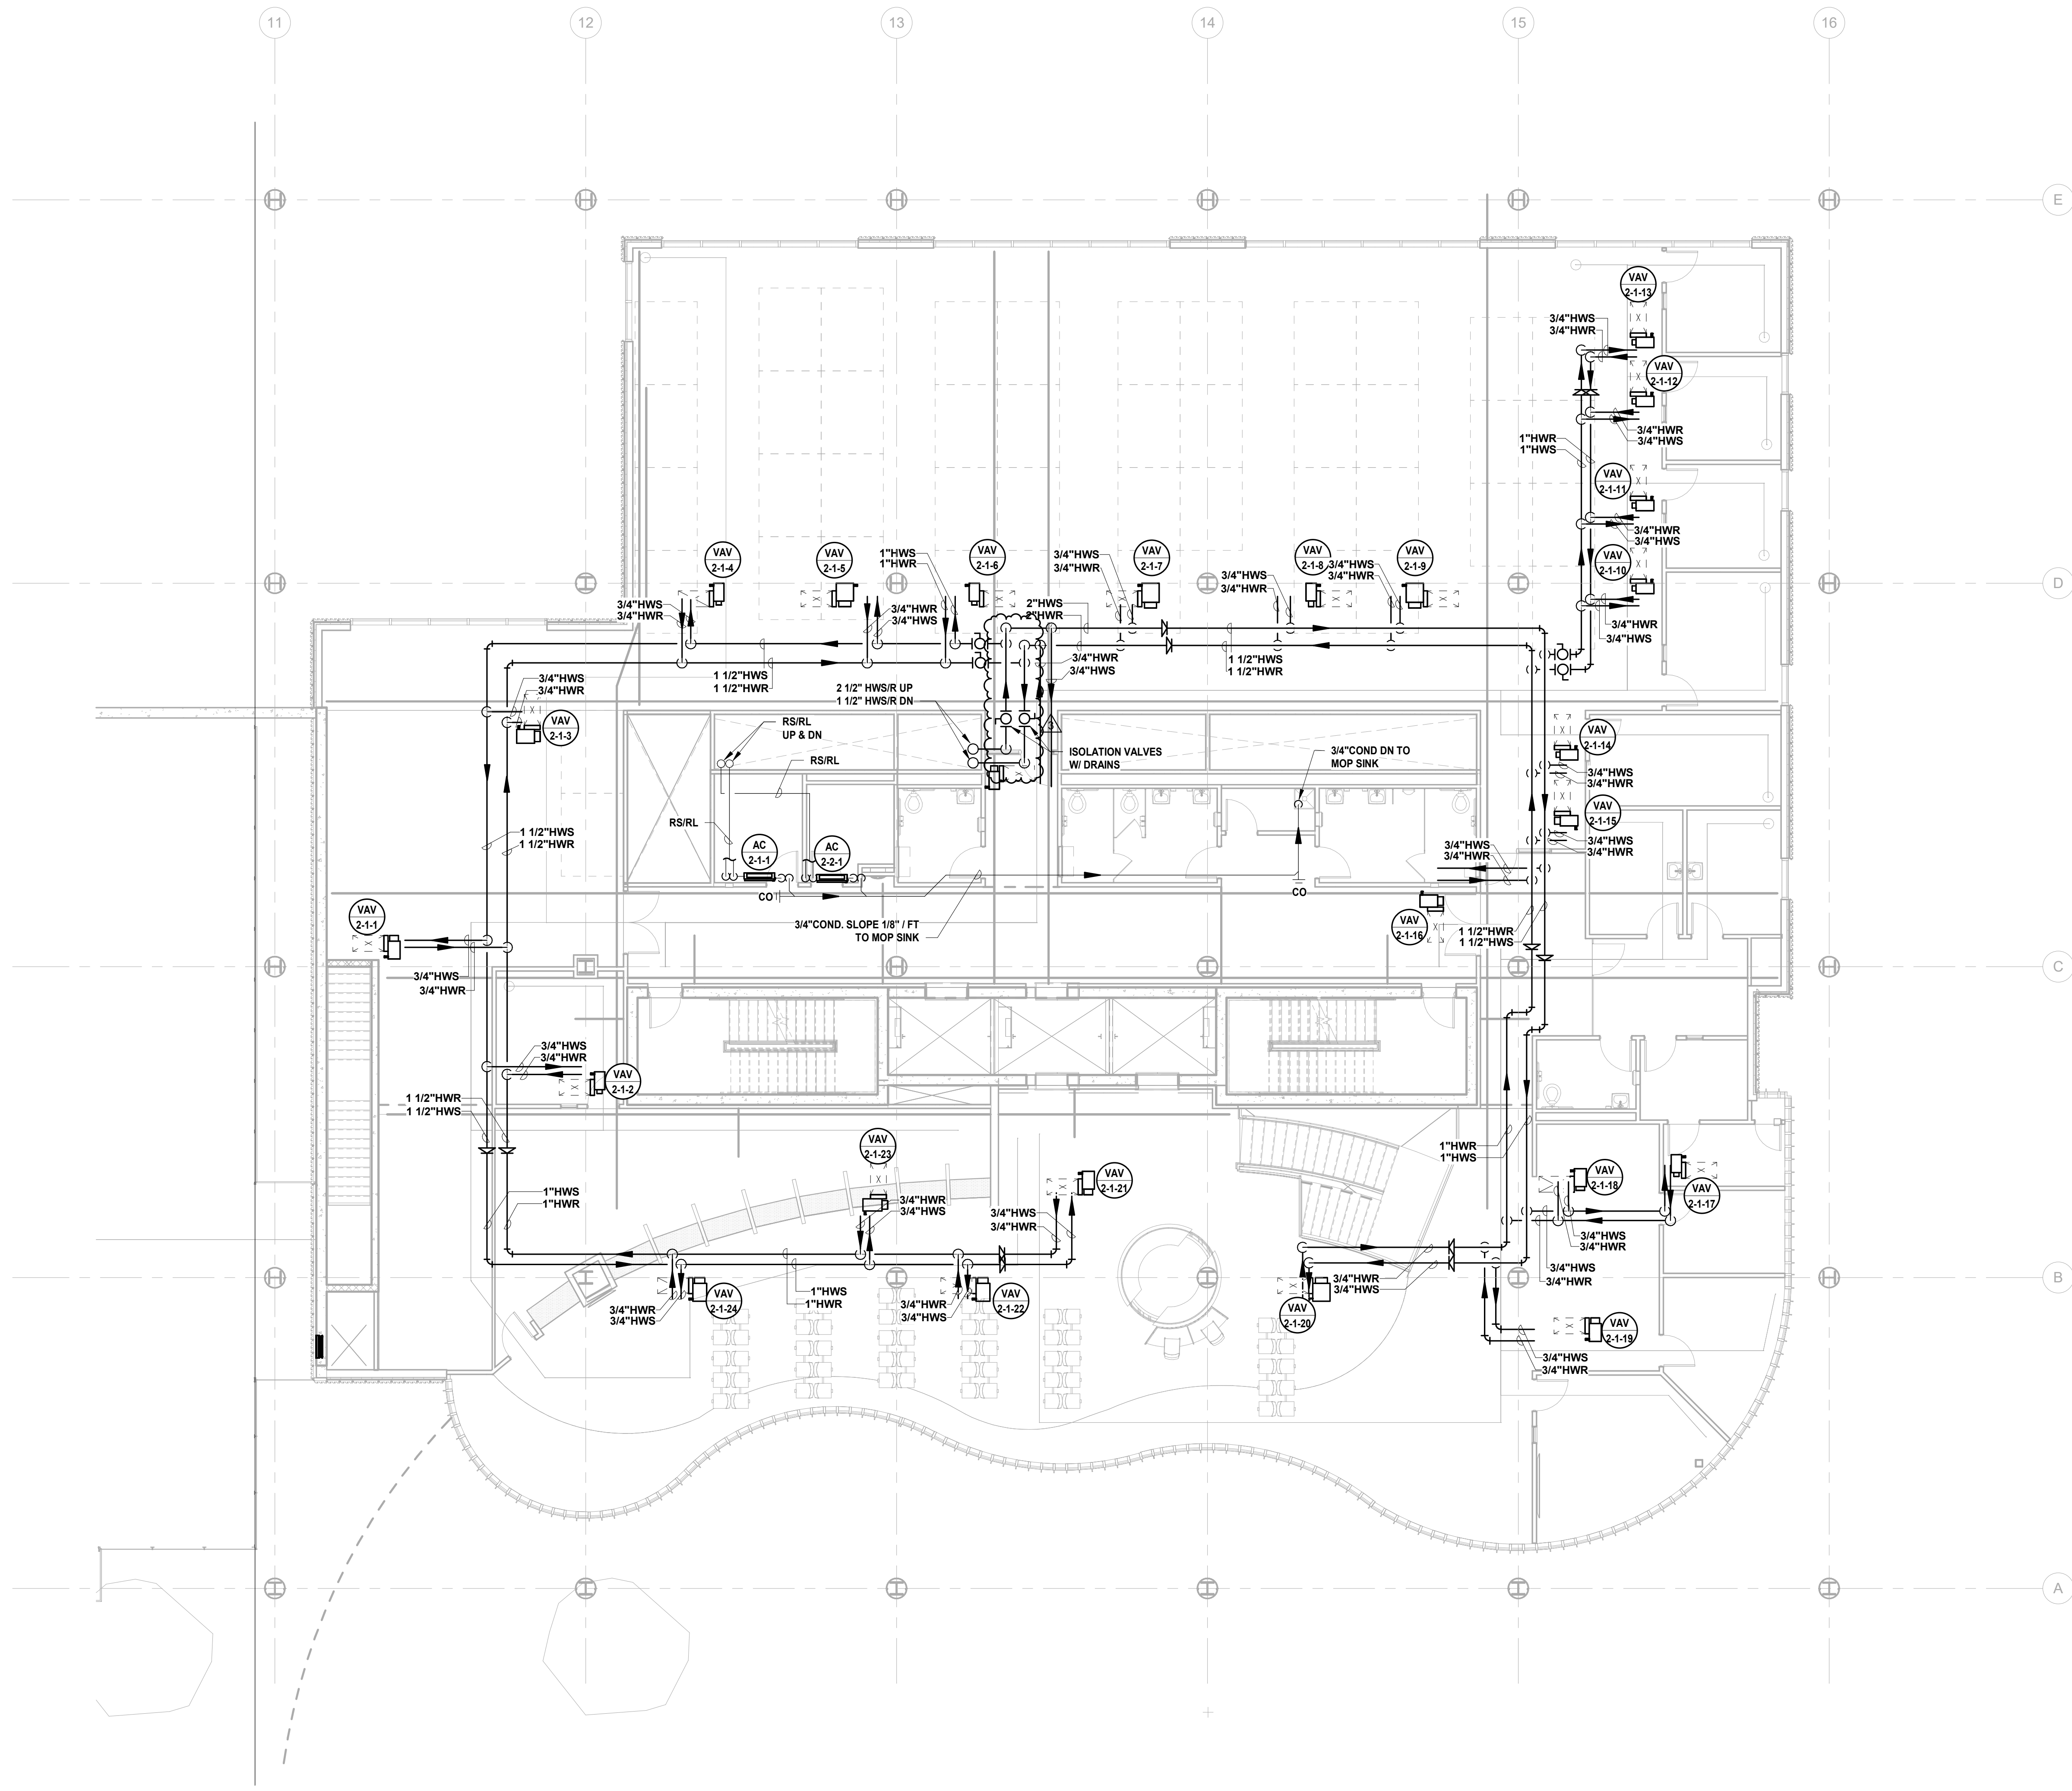 11
12
13
14
15
16
E
VAV
2-1-13
3/4"HWS
3/4"HWR
VAV
2-1-12
3/4"HWR
3/4"HWS
1"HWR
1"HWS
VAV
2-1-11
3/4"HWR
3/4"HWS
VAV
2-1-10
3/4"HWR
3/4"HWS
VAV
2-1-4
VAV
2-1-5
1"HWS
1"HWR
VAV
2-1-6
3/4"HWS
3/4"HWR
VAV
2-1-7
3/4"HWS
3/4"HWR
VAV
2-1-8
3/4"HWS
3/4"HWR
VAV
2-1-9
D
3/4"HWS
3/4"HWR
3/4"HWR
3/4"HWS
2"HWS
2"HWR
3/4"HWR
3/4"HWS
1 1/2"HWS
1 1/2"HWR
1 1/2"HWS
1 1/2"HWR
3/4"HWS
3/4"HWR
VAV
2-1-3
2 1/2" HWS/R UP
1 1/2" HWS/R DN
RS/RL
UP & DN
RS/RL
3
ISOLATION VALVES
W/ DRAINS
3/4"COND DN TO
MOP SINK
VAV
2-1-14
3/4"HWS
3/4"HWR
VAV
2-1-15
3/4"HWS
3/4"HWR
1 1/2"HWS
1 1/2"HWR
RS/RL
AC
2-1-1
AC
2-2-1
3/4"HWS
3/4"HWR
CO
CO
VAV
2-1-1
3/4"COND. SLOPE 1/8" / FT
TO MOP SINK
VAV
2-1-16
1 1/2"HWR
1 1/2"HWS
3/4"HWS
3/4"HWR
C
3/4"HWS
3/4"HWR
VAV
2-1-2
1 1/2"HWR
1 1/2"HWS
VAV
2-1-23
1"HWR
1"HWS
VAV
2-1-21
VAV
2-1-18
VAV
2-1-17
1"HWS
1"HWR
3/4"HWR
3/4"HWS
3/4"HWS
3/4"HWR
3/4"HWS
3/4"HWR
3/4"HWS
3/4"HWR
B
3/4"HWR
3/4"HWS
VAV
2-1-24
1"HWS
1"HWR
3/4"HWR
3/4"HWS
VAV
2-1-22
VAV
2-1-20
3/4"HWR
3/4"HWS
VAV
2-1-19
3/4"HWS
3/4"HWR
A